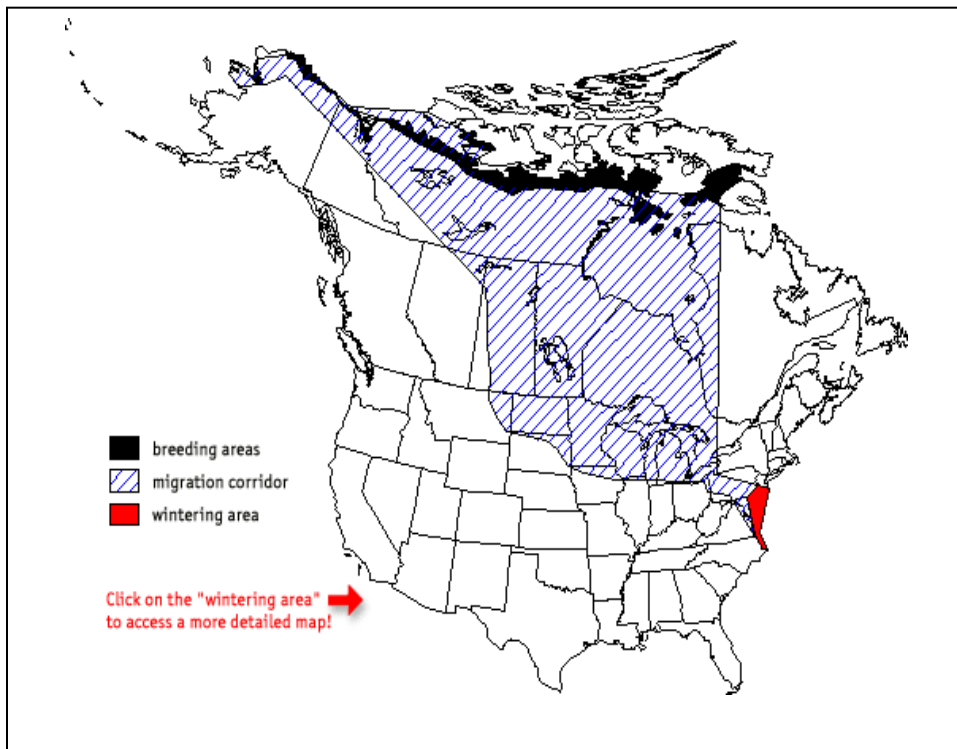 breeding areas
migration corridor
wintering area
Click on the "wintering area"
to access a more detailed map!